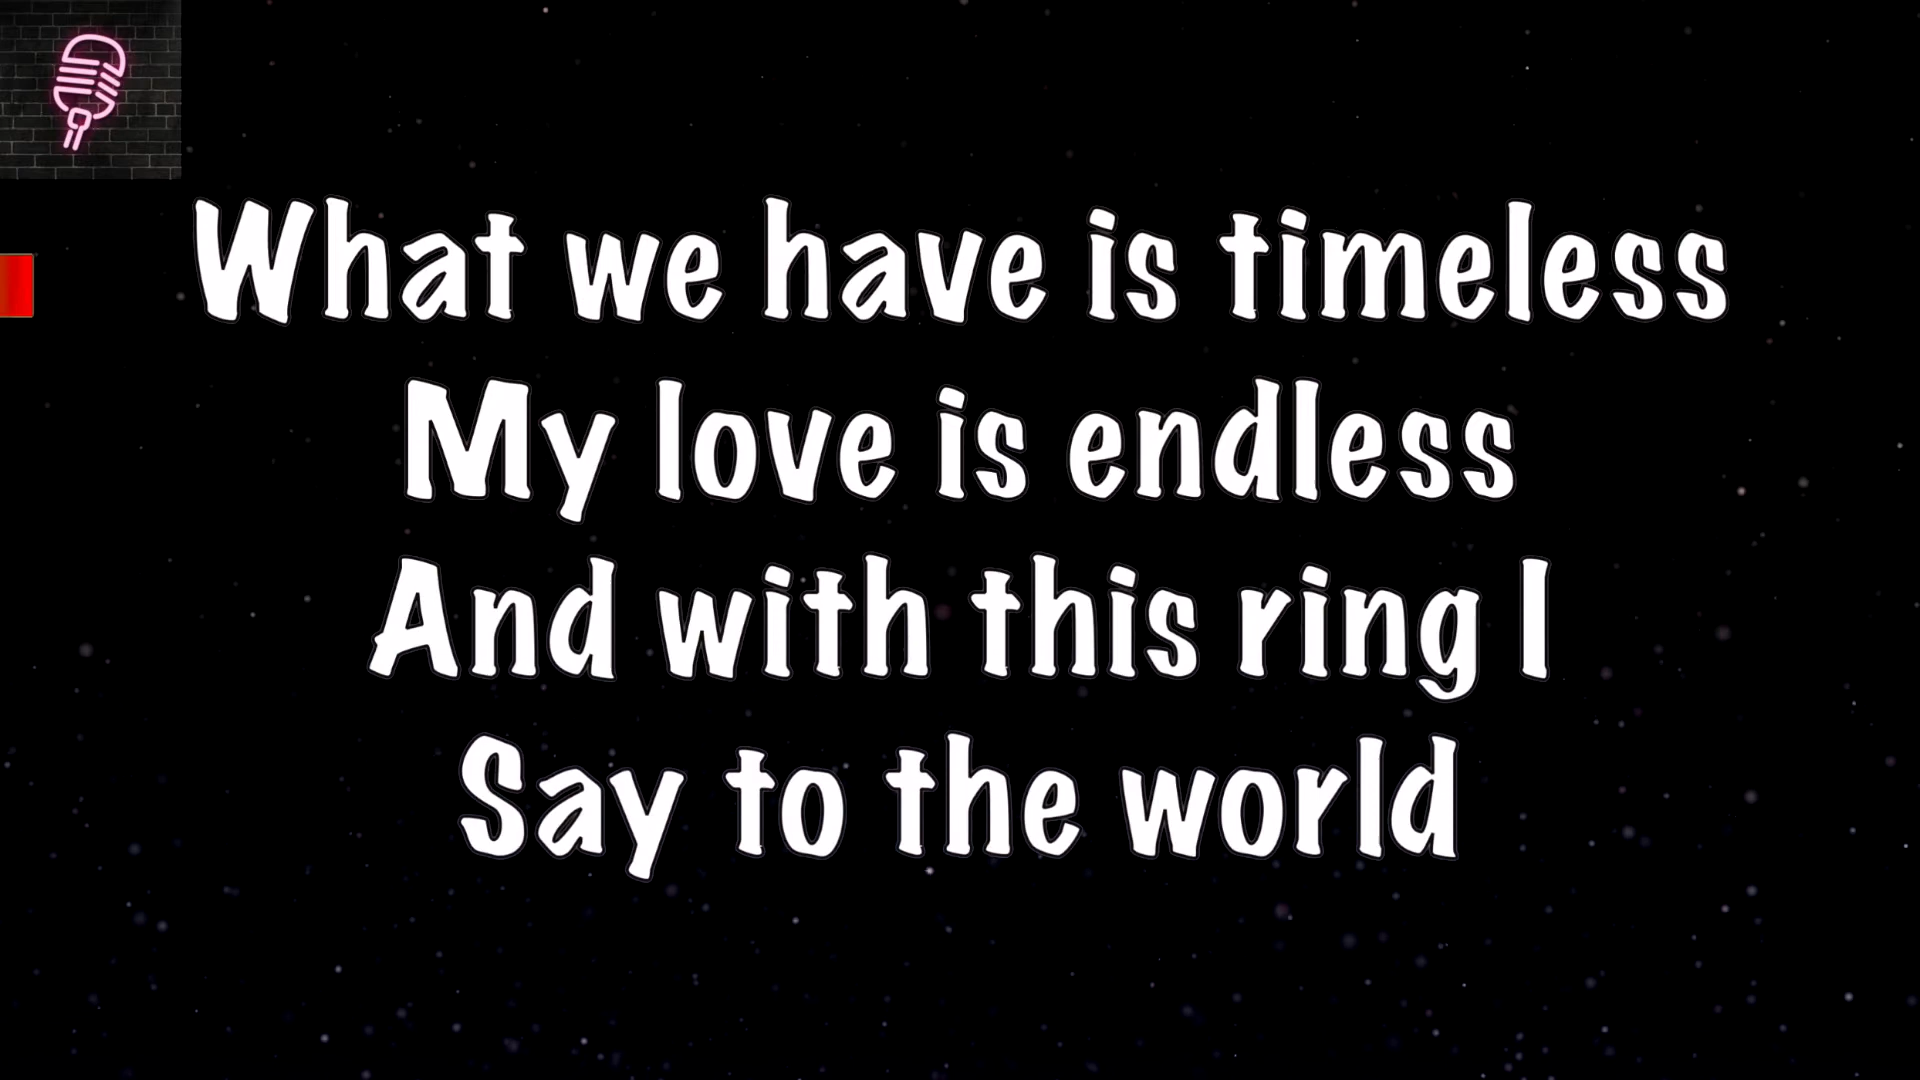 What we have is timeless
My love is endless
And with this ring I
Say to the world